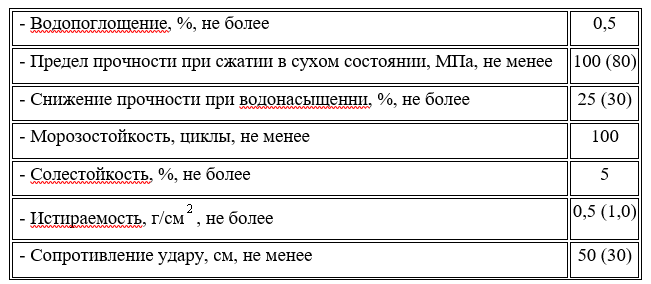 - Водопоглощение, %, не более 0,5
- Предел прочности при сжатии в сухом состоянии, МПа, не менее 100 (80)
- Снижение прочности при водонасыщенни, %, не более 25 (30)
- Морозостойкость, циклы, не менее 100
- Солестойкость, %, не более 5
- Истираемость, г/см², не более 0,5 (1,0)
- Сопротивление удару, см, не менее 50 (30)